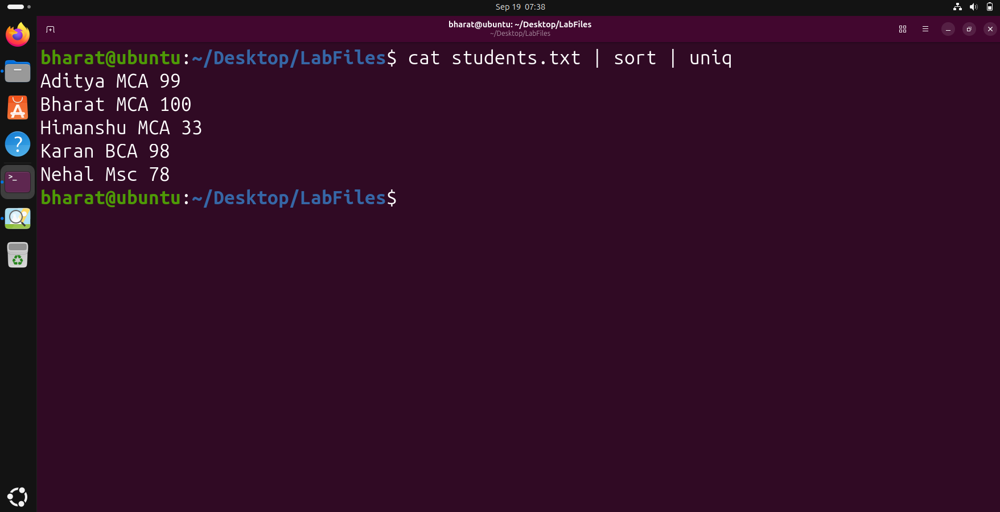 Sep 19 07:38
bharat@ubuntu: ~/Desktop/LabFiles
~/Desktop/LabFiles
bharat@ubuntu:~/Desktop/LabFiles$ cat students.txt | sort | uniq
Aditya MCA 99
Bharat MCA 100
Himanshu MCA 33
Karan BCA 98
Nehal Msc 78
bharat@ubuntu:~/Desktop/LabFiles$